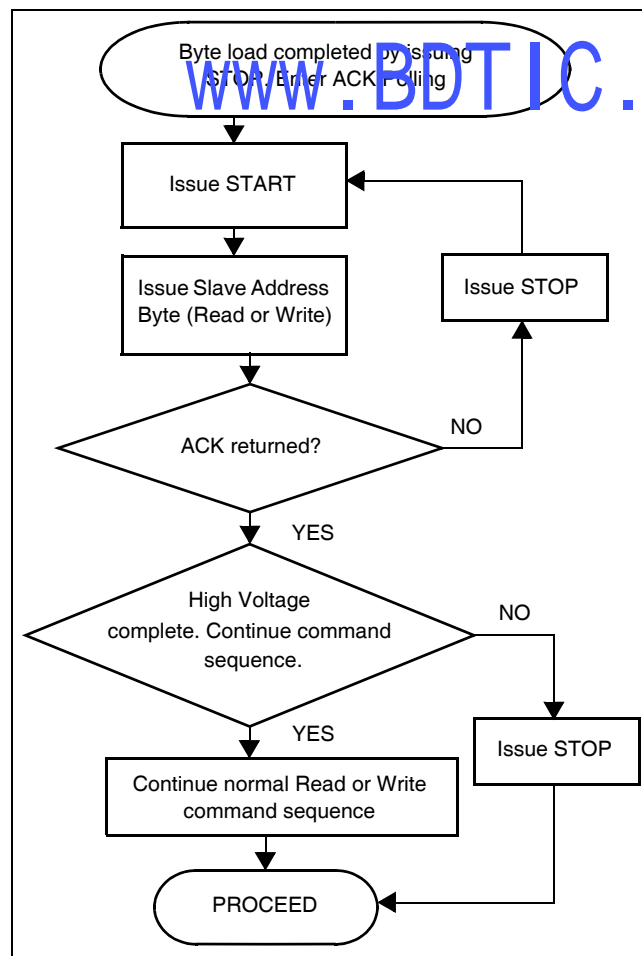 Byte load completed by issuing
STOP. Enter ACK Polling
www.BDTIC.
Issue START
Issue Slave Address
Byte (Read or Write)
Issue STOP
ACK returned?
NO
YES
High Voltage
complete. Continue command
sequence.
NO
YES
Issue STOP
Continue normal Read or Write
command sequence
PROCEED